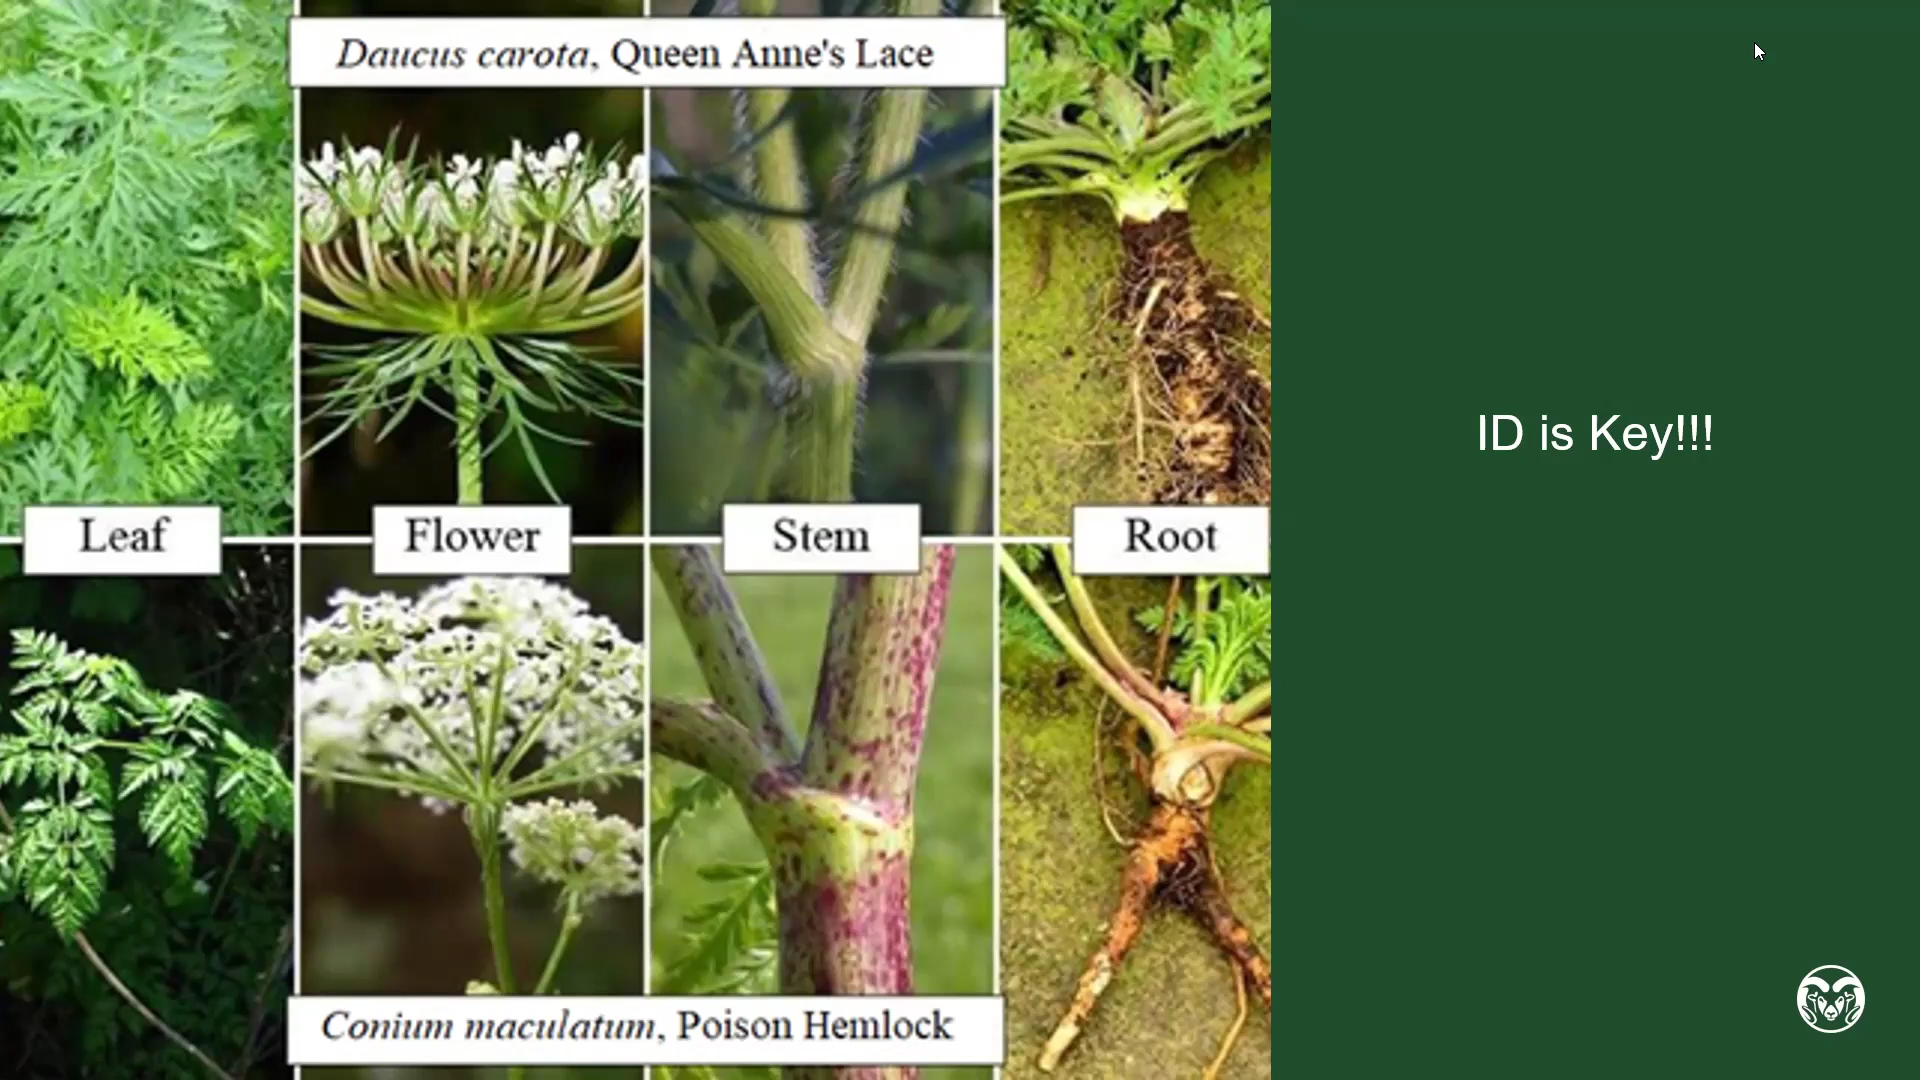 Daucus carota, Queen Anne's Lace
Leaf
Flower
Stem
Root
Conium maculatum, Poison Hemlock
ID is Key!!!